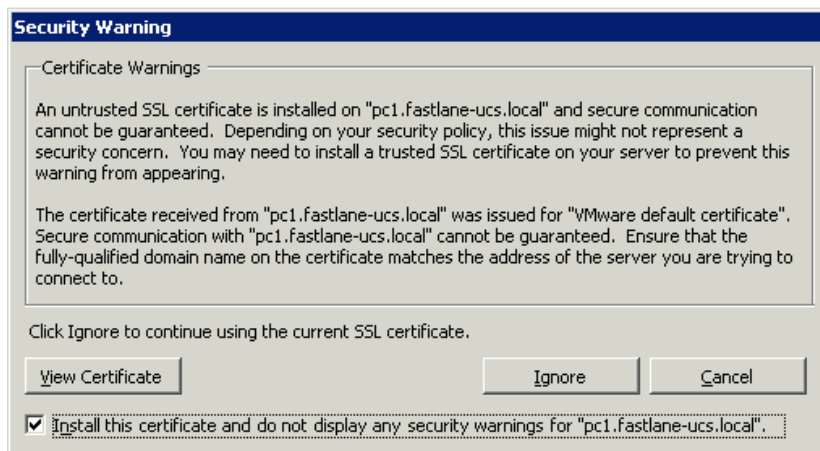 Security Warning
Certificate Warnings
An untrusted SSL certificate is installed on "pc1.fastlane-ucs.local" and secure communication
cannot be guaranteed.  Depending on your security policy, this issue might not represent a
security concern.  You may need to install a trusted SSL certificate on your server to prevent this
warning from appearing.
The certificate received from "pc1.fastlane-ucs.local" was issued for "VMware default certificate".
Secure communication with "pc1.fastlane-ucs.local" cannot be guaranteed.  Ensure that the
fully-qualified domain name on the certificate matches the address of the server you are trying to
connect to.
Click Ignore to continue using the current SSL certificate.
View Certificate Ignore Cancel
Install this certificate and do not display any security warnings for "pc1.fastlane-ucs.local".